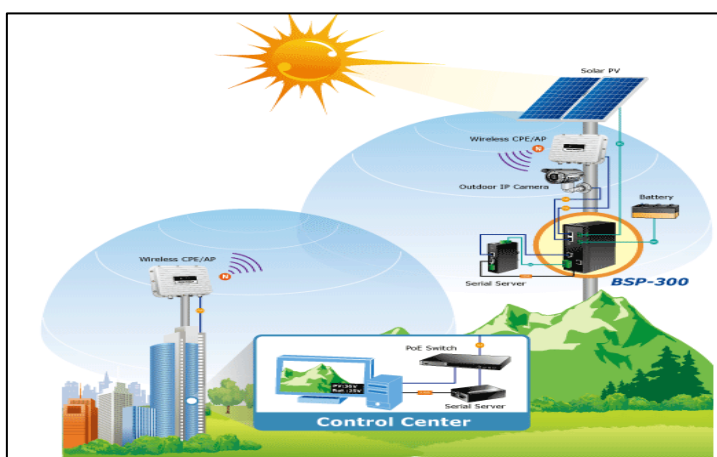 Solar PV
Wireless CPE/AP
N
Outdoor IP Camera
Battery
Wireless CPE/AP
N
Serial Server
BSP-300
PoE Switch
Serial Server
Control Center